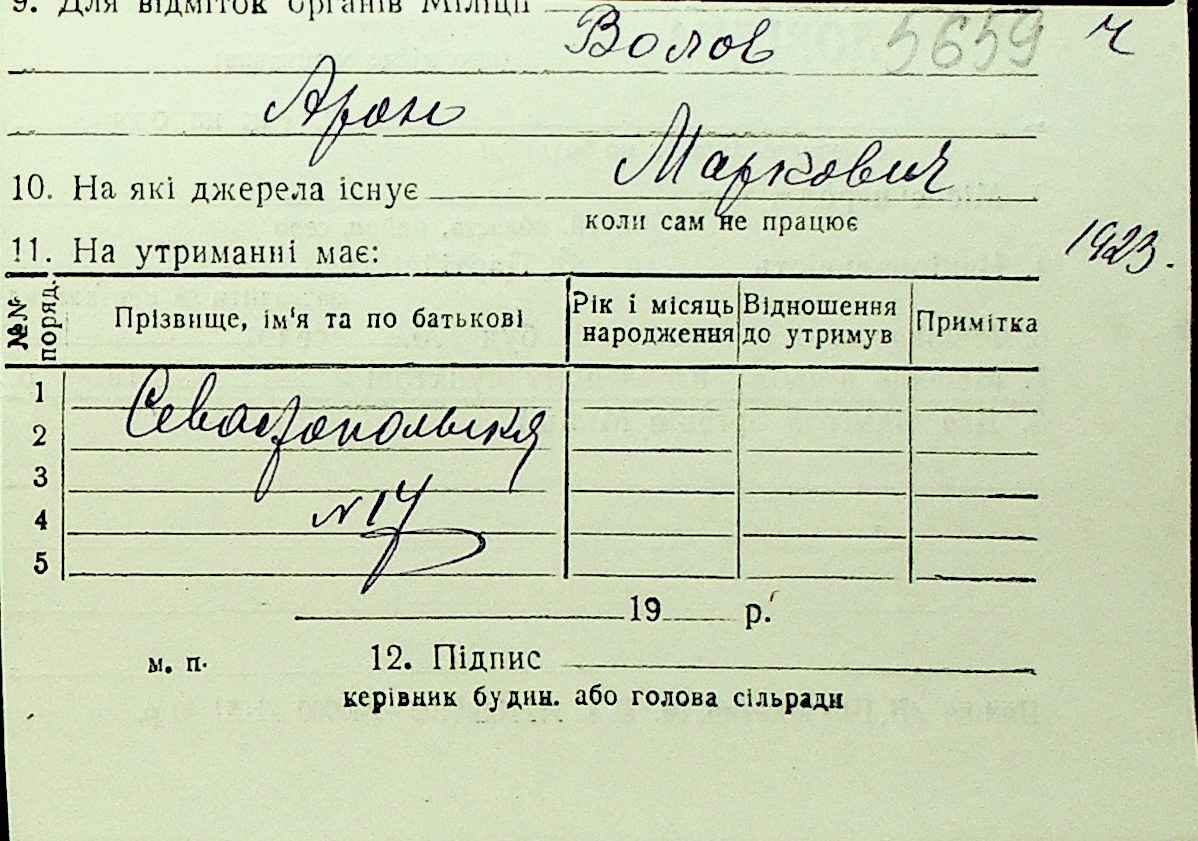 9. Для відміток органів Міліції
Волов 5659 ч
Арон
Маркович
10. На які джерела існує
коли сам не працює
1923.
11. На утриманні має:
№№ поряд. Прізвище, ім'я та по батькові Рік і місяць народження Відношення до утримув Примітка
1
Севастопольская
2
3
N 17
4
5
19 р.
м. п. 12. Підпис
керівник будин. або голова сільради